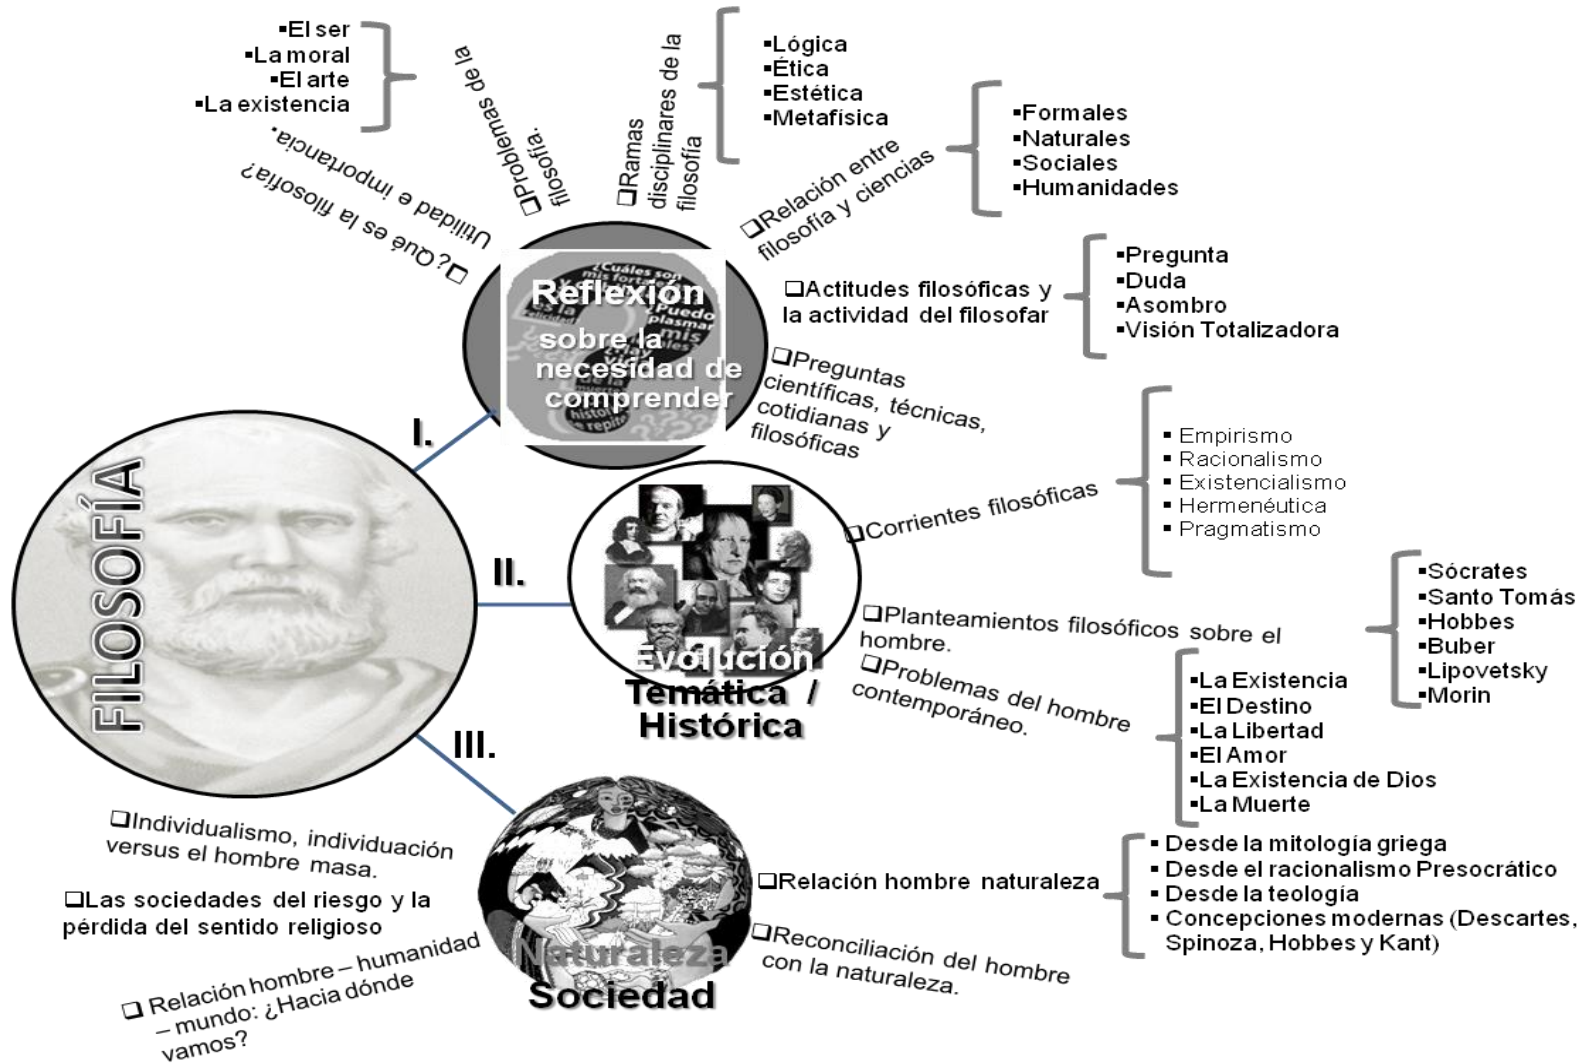 ▪El ser
▪La moral
▪El arte
▪La existencia
❑¿Qué es la filosofía?
Utilidad e importancia.
❑Problemas de la
filosofía.
❑Ramas
disciplinares de la
filosofía
▪Lógica
▪Ética
▪Estética
▪Metafísica
❑Relación entre
filosofía y ciencias
▪Formales
▪Naturales
▪Sociales
▪Humanidades
❑Actitudes filosóficas y
la actividad del filosofar
▪Pregunta
▪Duda
▪Asombro
▪Visión Totalizadora
❑Preguntas
científicas, técnicas,
cotidianas y
filosóficas
¿Cuáles son
¿Puedo
plasmar
mis
Reflexión
sobre la
necesidad de
comprender
I.
FILOSOFÍA
II.
Evolución
Temática /
Histórica
❑Corrientes filosóficas
▪ Empirismo
▪ Racionalismo
▪ Existencialismo
▪ Hermenéutica
▪ Pragmatismo
❑Planteamientos filosóficos sobre el
hombre.
▪Sócrates
▪Santo Tomás
▪Hobbes
▪Buber
▪Lipovetsky
▪Morin
❑Problemas del hombre
contemporáneo.
▪La Existencia
▪El Destino
▪La Libertad
▪El Amor
▪La Existencia de Dios
▪La Muerte
III.
Naturaleza
Sociedad
❑Relación hombre naturaleza
▪ Desde la mitología griega
▪ Desde el racionalismo Presocrático
▪ Desde la teología
▪ Concepciones modernas (Descartes,
Spinoza, Hobbes y Kant)
❑Reconciliación del hombre
con la naturaleza.
❑Individualismo, individuación
versus el hombre masa.
❑Las sociedades del riesgo y la
pérdida del sentido religioso
❑ Relación hombre – humanidad
– mundo: ¿Hacia dónde
vamos?